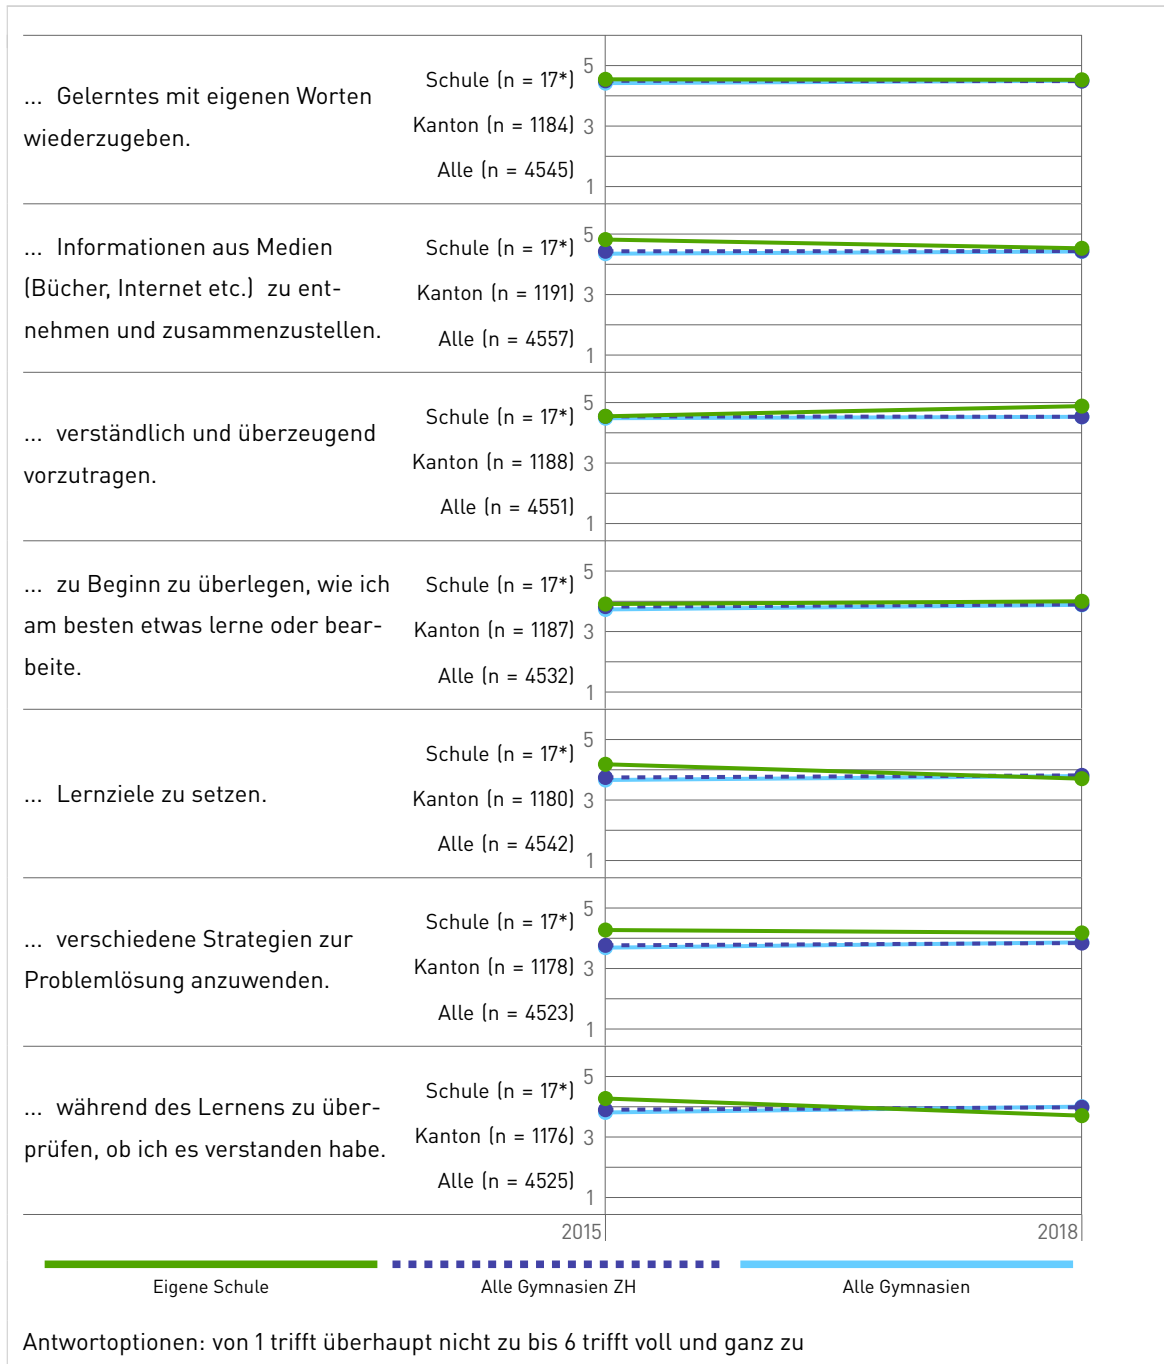 ... Gelerntes mit eigenen Worten
wiederzugeben.
Schule (n = 17*)
Kanton (n = 1184)
Alle (n = 4545)
5
3
1
... Informationen aus Medien
(Bücher, Internet etc.) zu ent-
nehmen und zusammenzustellen.
Schule (n = 17*)
Kanton (n = 1191)
Alle (n = 4557)
5
3
1
... verständlich und überzeugend
vorzutragen.
Schule (n = 17*)
Kanton (n = 1188)
Alle (n = 4551)
5
3
1
... zu Beginn zu überlegen, wie ich
am besten etwas lerne oder bear-
beite.
Schule (n = 17*)
Kanton (n = 1187)
Alle (n = 4532)
5
3
1
... Lernziele zu setzen.
Schule (n = 17*)
Kanton (n = 1180)
Alle (n = 4542)
5
3
1
... verschiedene Strategien zur
Problemlösung anzuwenden.
Schule (n = 17*)
Kanton (n = 1178)
Alle (n = 4523)
5
3
1
... während des Lernens zu über-
prüfen, ob ich es verstanden habe.
Schule (n = 17*)
Kanton (n = 1176)
Alle (n = 4525)
5
3
1
2015 2018
Eigene Schule Alle Gymnasien ZH Alle Gymnasien
Antwortoptionen: von 1 trifft überhaupt nicht zu bis 6 trifft voll und ganz zu